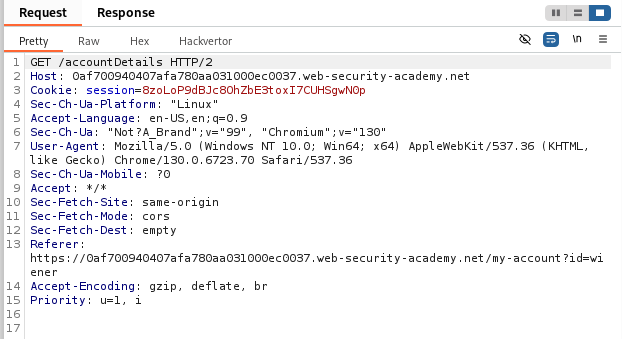 Request Response
Pretty Raw Hex Hackvertor \n
1 GET /accountDetails HTTP/2
2 Host: 0af700940407afa780aa031000ec0037.web-security-academy.net
3 Cookie: session=8zoLoP9dBJc8OhZbE3toxI7CUHSgwN0p
4 Sec-Ch-Ua-Platform: "Linux"
5 Accept-Language: en-US,en;q=0.9
6 Sec-Ch-Ua: "Not?A_Brand";v="99", "Chromium";v="130"
7 User-Agent: Mozilla/5.0 (Windows NT 10.0; Win64; x64) AppleWebKit/537.36 (KHTML,
like Gecko) Chrome/130.0.6723.70 Safari/537.36
8 Sec-Ch-Ua-Mobile: ?0
9 Accept: */*
10 Sec-Fetch-Site: same-origin
11 Sec-Fetch-Mode: cors
12 Sec-Fetch-Dest: empty
13 Referer:
https://0af700940407afa780aa031000ec0037.web-security-academy.net/my-account?id=wi
ener
14 Accept-Encoding: gzip, deflate, br
15 Priority: u=1, i
16
17